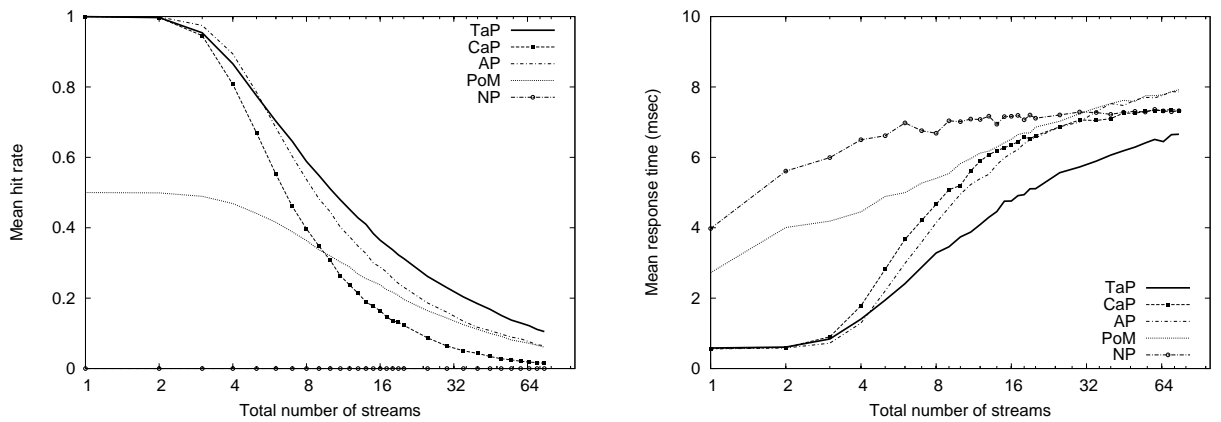 1
0.8
0.6
0.4
0.2
0
Mean hit rate
1 2 4 8 16 32 64
Total number of streams
TaP
CaP
AP
PoM
NP
10
8
6
4
2
0
Mean response time (msec)
1 2 4 8 16 32 64
Total number of streams
TaP
CaP
AP
PoM
NP